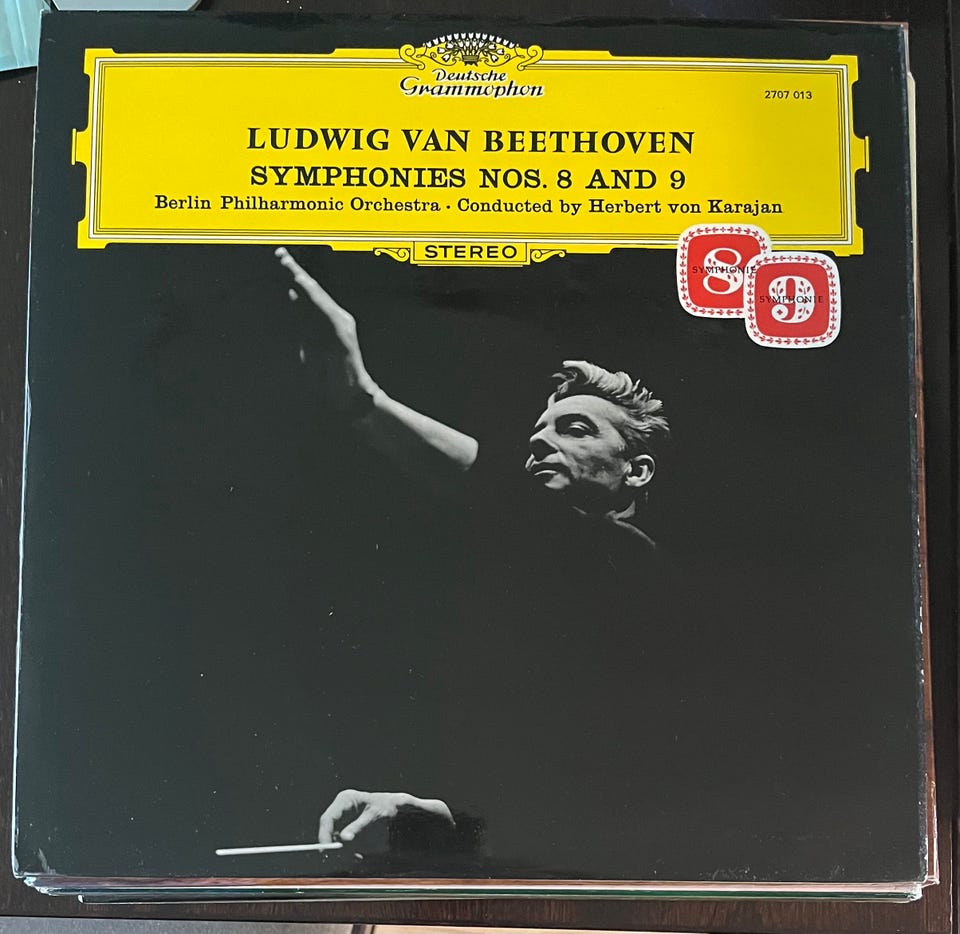 Deutsche
Grammophon
2707 013
LUDWIG VAN BEETHOVEN
SYMPHONIES NOS. 8 AND 9
Berlin Philharmonic Orchestra · Conducted by Herbert von Karajan
STEREO
8
SYMPHONIE
9
SYMPHONIE